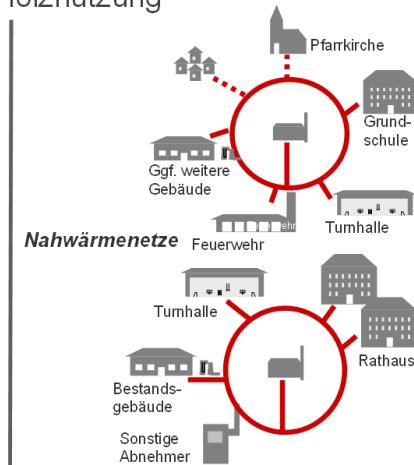 Pfarrkirche
Grund-
schule
Ggf. weitere
Gebäude
Turnhalle
Nahwärmenetze
Feuerwehr
Turnhalle
Rathaus
Bestands-
gebäude
Sonstige
Abnehmer